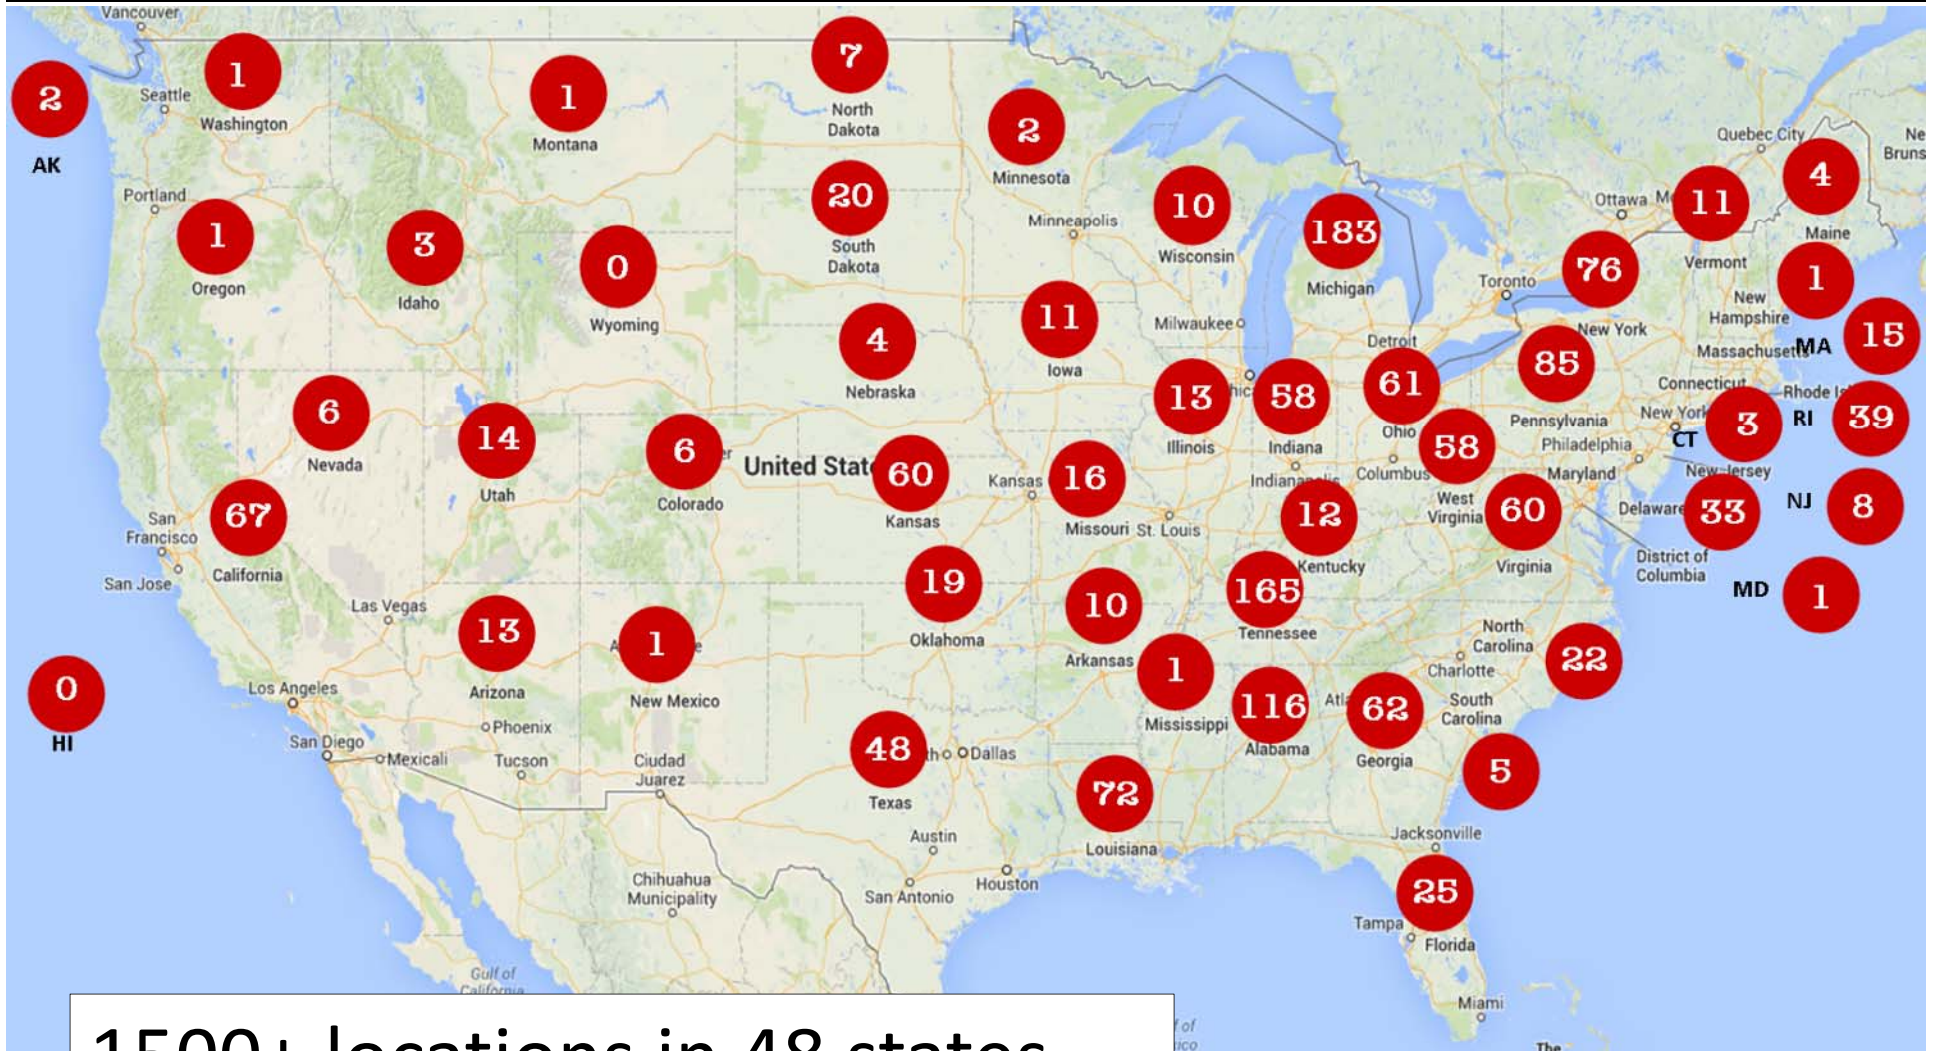 Vancouver
7
1
2
1
Seattle
Washington
North
Dakota
2
Montana
Quebec City
Ne
Bruns
AK
Minnesota
4
Portland
20
10
Ottawa
11
Minneapolis
183
Maine
1
3
South
Dakota
Wisconsin
Vermont
Oregon
0
76
1
Idaho
Michigan
Toronto
New
Hampshire
Wyoming
11
Milwaukee
New York
15
4
Detroit
Massachusetts
MA
Iowa
85
Nebraska
13
58
61
Connecticut
Rhode Is
6
Pennsylvania
New York
3
RI
39
14
Illinois
Indiana
Ohio
58
Philadelphia
CT
Nevada
6
United State
60
Kansas
16
Indianapolis
Columbus
Maryland
New Jersey
Utah
Colorado
West
Virginia
60
Delaware
33
NJ
8
67
Kansas
Missouri
St. Louis
12
San
Francisco
California
Kentucky
Virginia
District of
Columbia
San Jose
19
165
MD
1
Las Vegas
10
13
1
Oklahoma
Tennessee
North
Carolina
22
Arkansas
Charlotte
0
Los Angeles
Arizona
New Mexico
1
116
62
South
Carolina
Phoenix
Mississippi
HI
San Diego
48
Dallas
Alabama
Georgia
5
Mexicali
Tucson
Ciudad
Juarez
72
Texas
Austin
Louisiana
Jacksonville
Chihuahua
Municipality
San Antonio
Houston
25
Tampa
Florida
Gulf of
California
Miami
1500+ locations in 48 states
The